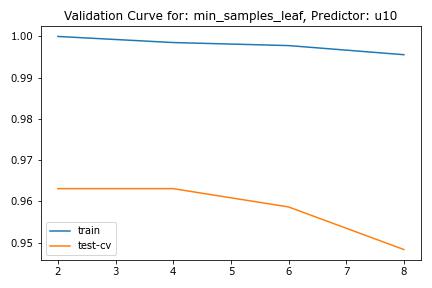 Validation Curve for: min_samples_leaf, Predictor: u10
1.00
0.99
0.98
0.97
0.96
0.95
train
test-cv
2 3 4 5 6 7 8